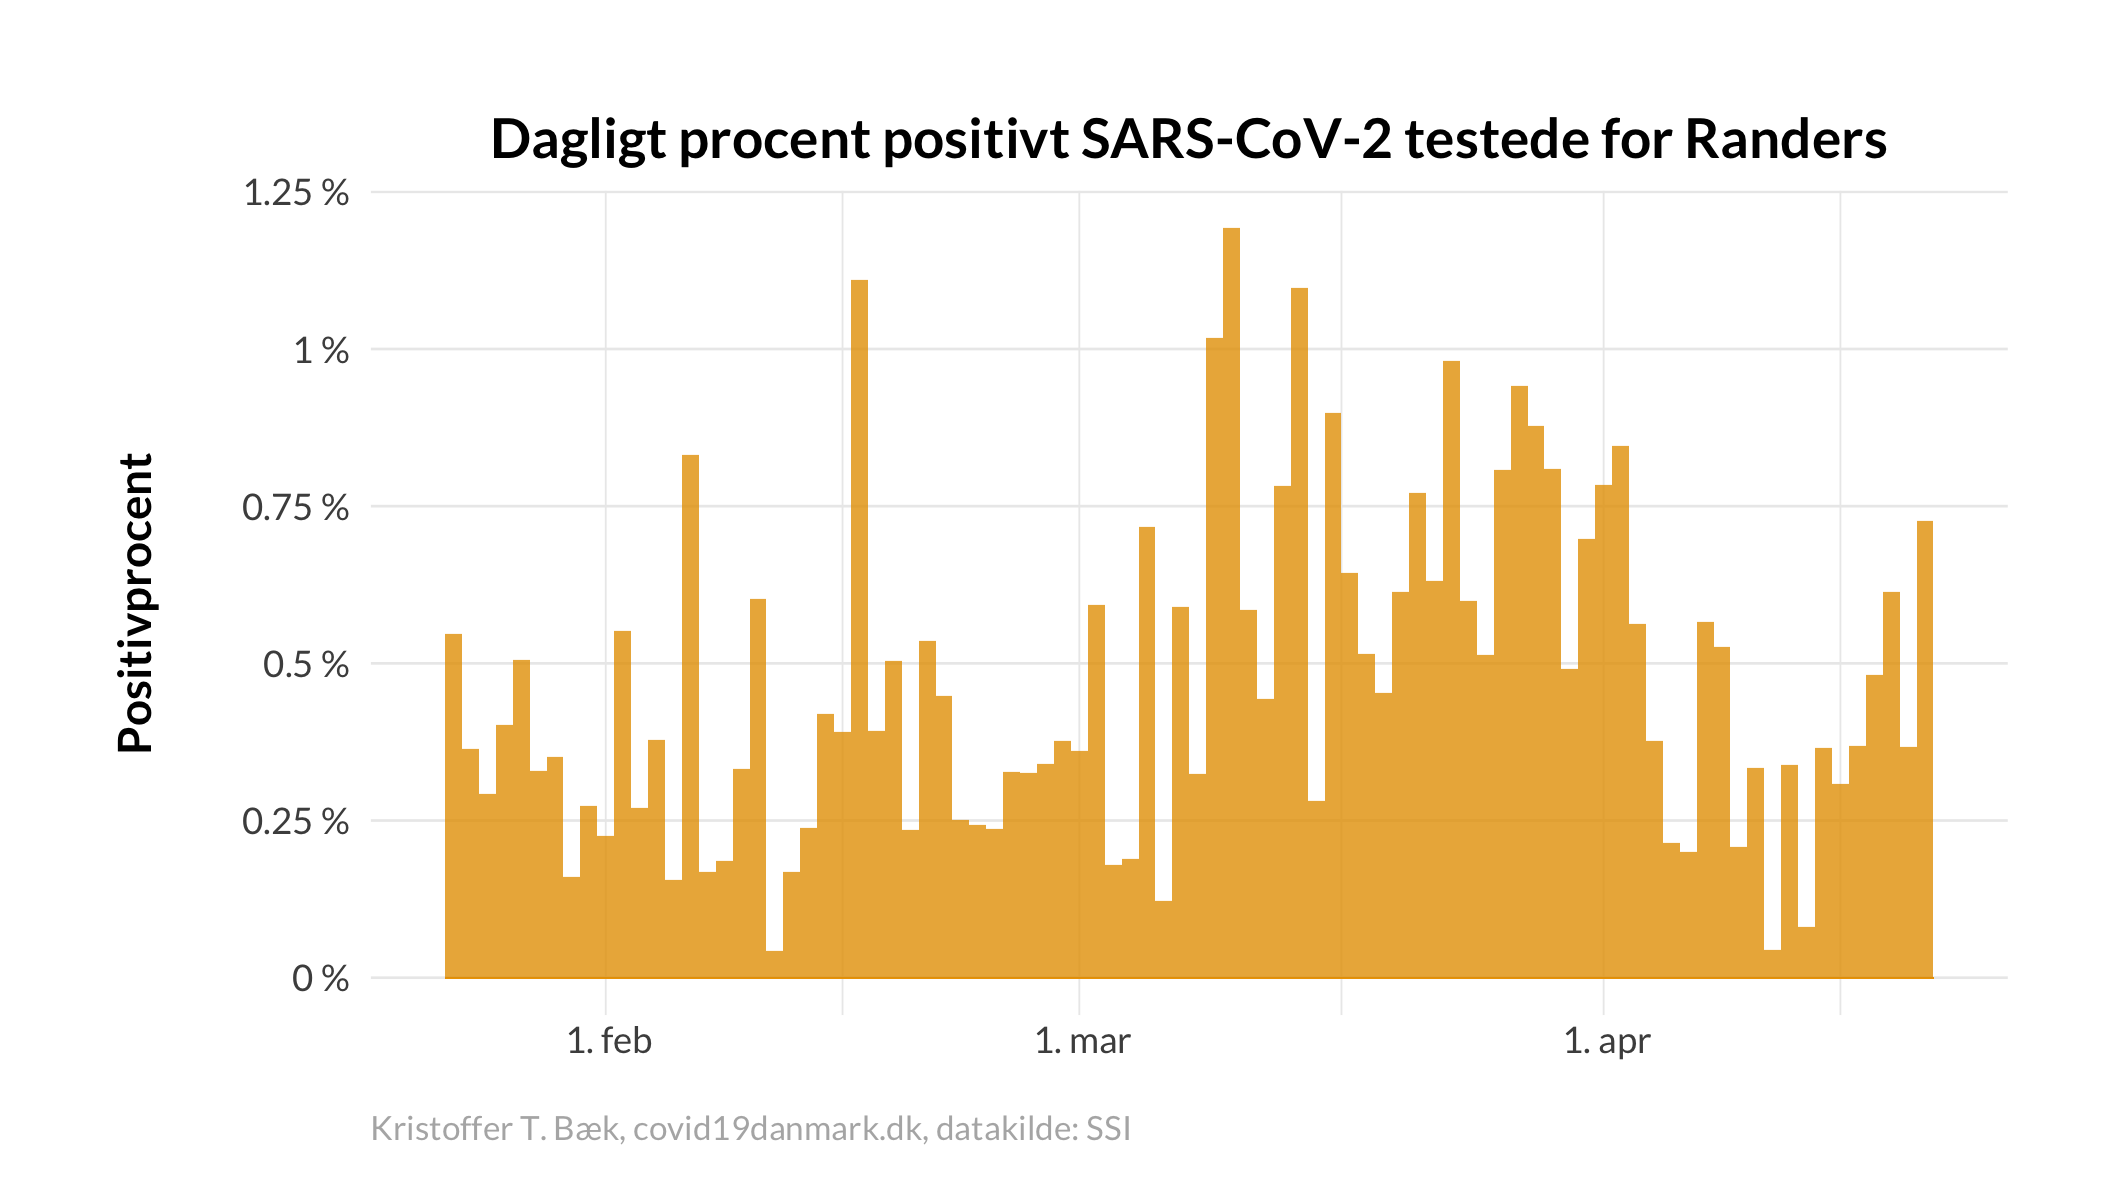 Dagligt procent positivt SARS-CoV-2 testede for Randers
1.25 %
1 %
0.75 %
0.5 %
0.25 %
0 %
Positivprocent
1. feb
1. mar
1. apr
Kristoffer T. Bæk, covid19danmark.dk, datakilde: SSI